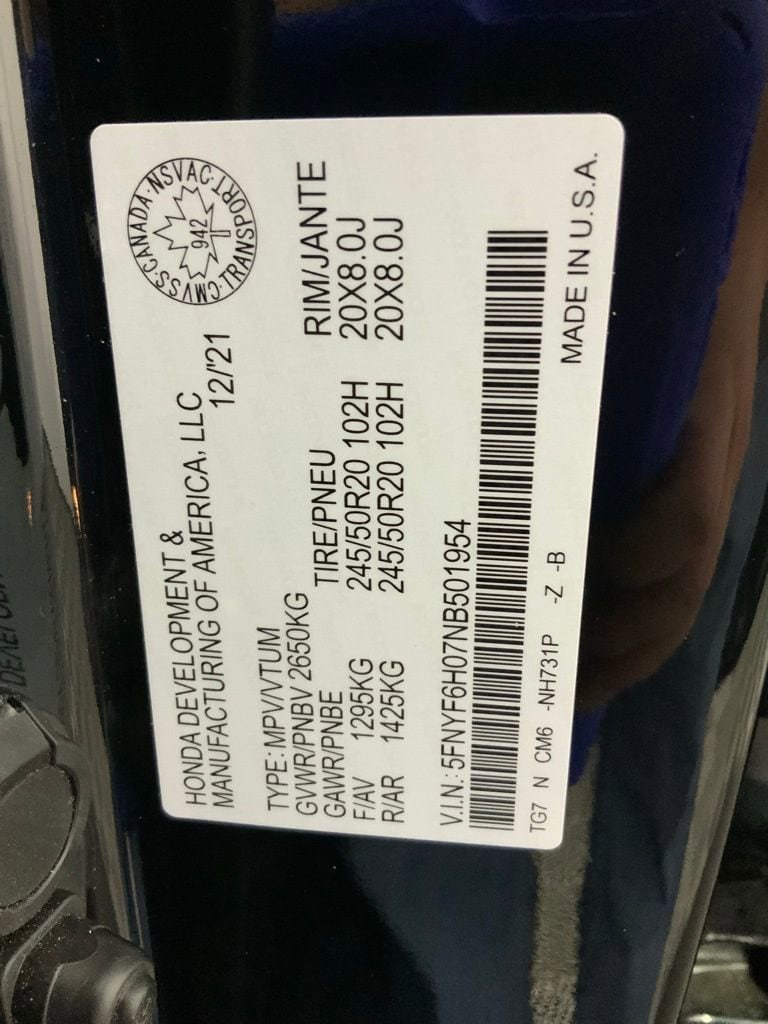 HONDA DEVELOPMENT &
MANUFACTURING OF AMERICA, LLC
12/'21
CMVSS·CANADA·NSVAC·TRANSPORT·
942
TYPE: MPV/VTUM
GVWR/PNBV 2650KG
GAWR/PNBE TIRE/PNEU RIM/JANTE
F/AV 1295KG 245/50R20 102H 20X8.0J
R/AR 1425KG 245/50R20 102H 20X8.0J
V.I.N.: 5FNYF6H07NB501954
TG7 N CM6 -NH731P -Z -B
MADE IN U.S.A.